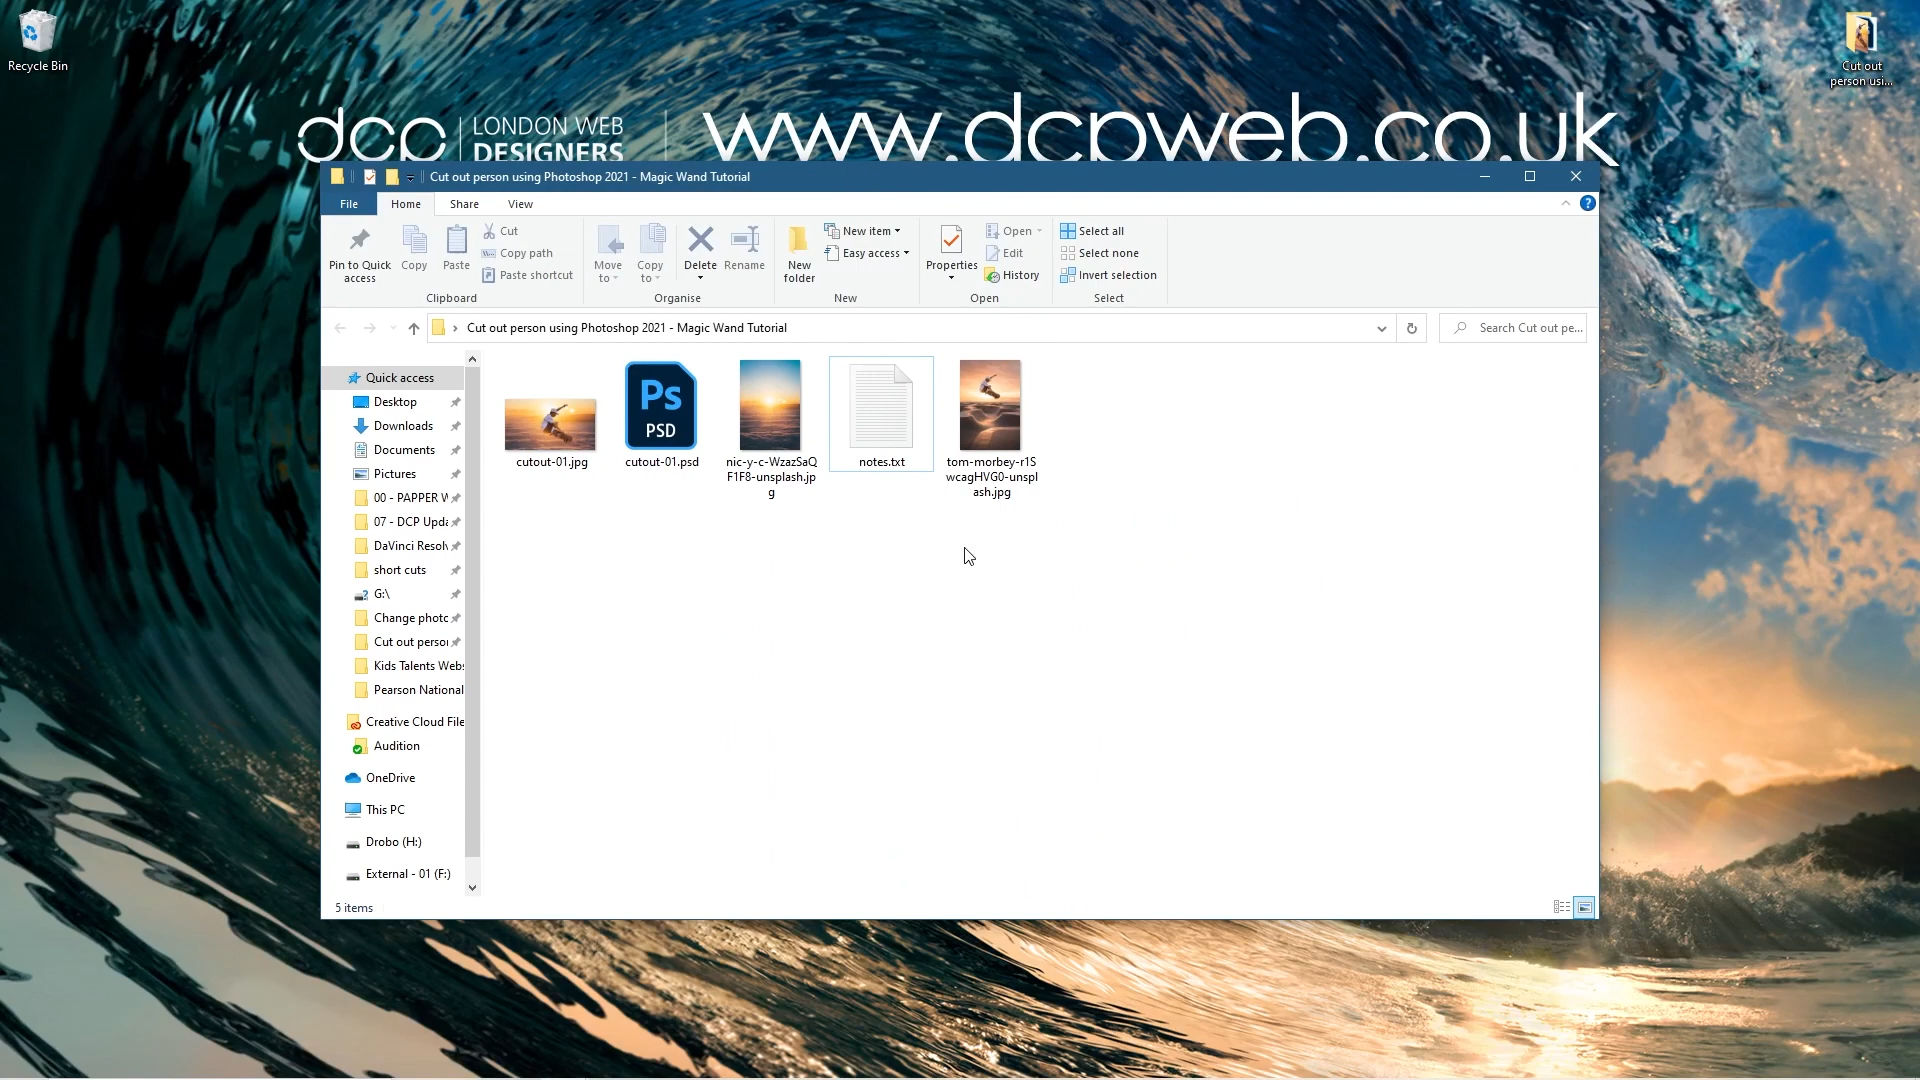 Recycle Bin
Cut out
person usi...
dcp
LONDON WEB
DESIGNERS
www.dcpweb.co.uk
Cut out person using Photoshop 2021 - Magic Wand Tutorial
File
Home
Share
View
Pin to Quick
access
Copy
Paste
Cut
Copy path
Paste shortcut
Clipboard
Move
to
Copy
to
Delete
Rename
Organise
New
folder
New item
Easy access
New
Properties
Open
Edit
History
Open
Select all
Select none
Invert selection
Select
Cut out person using Photoshop 2021 - Magic Wand Tutorial
Search Cut out pe...
Quick access
Desktop
Downloads
Documents
Pictures
00 - PAPPER W
07 - DCP Upda
DaVinci Resolv
short cuts
G:\
Change photo
Cut out person
Kids Talents Webs
Pearson National
Creative Cloud File
Audition
OneDrive
This PC
Drobo (H:)
External - 01 (F:)
Ps
PSD
cutout-01.jpg
cutout-01.psd
nic-y-c-WzazSaQ
F1F8-unsplash.jp
g
notes.txt
tom-morbey-r1S
wcagHVG0-unspl
ash.jpg
5 items